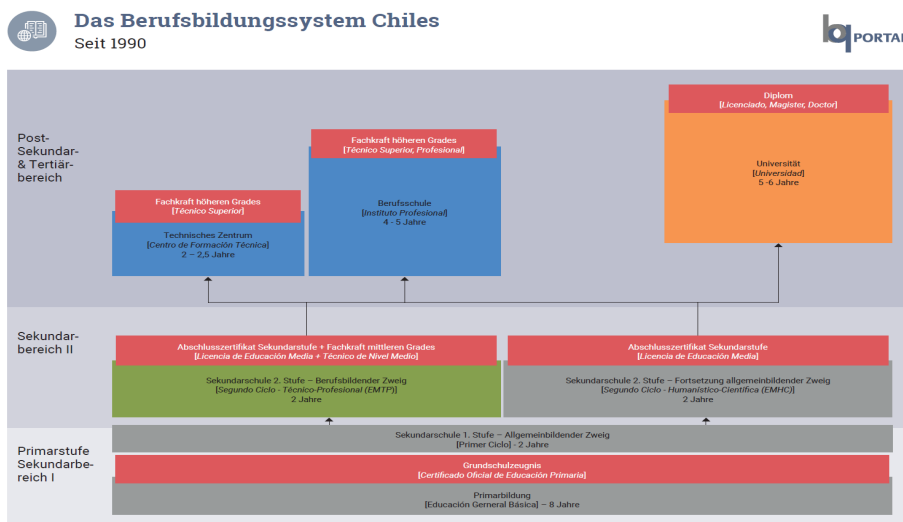 Das Berufsbildungssystem Chiles
Seit 1990
bq PORTAL
Post-
Sekundar-
& Tertiär-
bereich
Diplom
[Licenciado, Magister, Doctor]
Universität
[Universidad]
5 -6 Jahre
Fachkraft höheren Grades
[Técnico Superior, Profesional]
Berufsschule
[Instituto Profesional]
4 - 5 Jahre
Fachkraft höheren Grades
[Técnico Superior]
Technisches Zentrum
[Centro de Formación Técnica]
2 – 2,5 Jahre
Sekundar-
bereich II
Abschlusszertifikat Sekundarstufe + Fachkraft mittleren Grades
[Licencia de Educación Media + Técnico de Nivel Medio]
Sekundarschule 2. Stufe – Berufsbildender Zweig
[Segundo Ciclo - Técnico-Profesional (EMTP)]
2 Jahre
Abschlusszertifikat Sekundarstufe
[Licencia de Educación Media]
Sekundarschule 2. Stufe – Fortsetzung allgemeinbildender Zweig
[Segundo Ciclo - Humanístico-Científica (EMHC)]
2 Jahre
Primarstufe
Sekundarbe-
reich I
Sekundarschule 1. Stufe – Allgemeinbildender Zweig
[Primer Ciclo] - 2 Jahre
Grundschulzeugnis
[Certificado Oficial de Educación Primaria]
Primarbildung
[Educación Gerneral Básica] – 8 Jahre